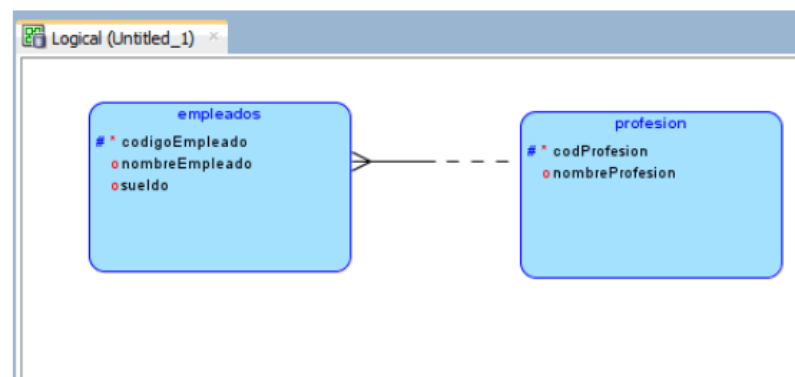 Logical (Untitled_1) ×
empleados
# * codigoEmpleado
o nombreEmpleado
o sueldo
profesion
# * codProfesion
o nombreProfesion